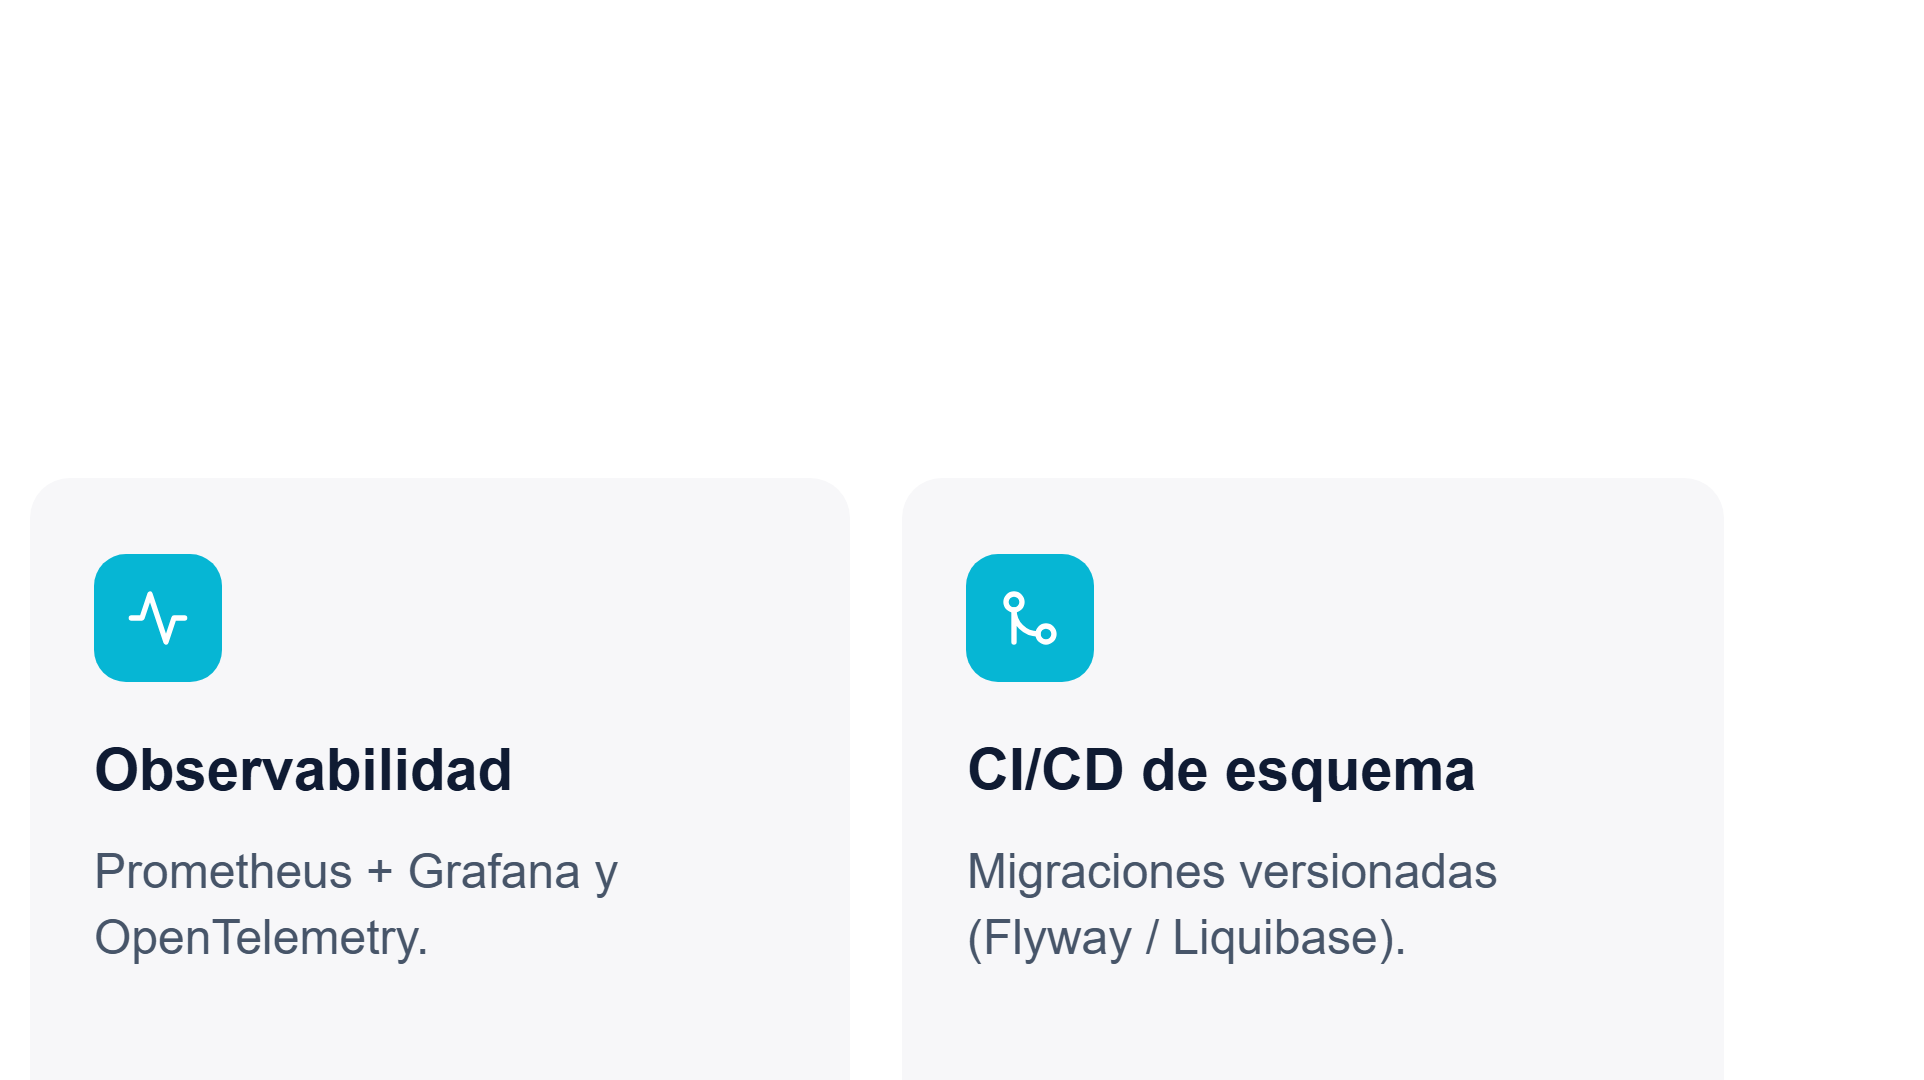 Observabilidad
Prometheus + Grafana y
OpenTelemetry.
CI/CD de esquema
Migraciones versionadas
(Flyway / Liquibase).